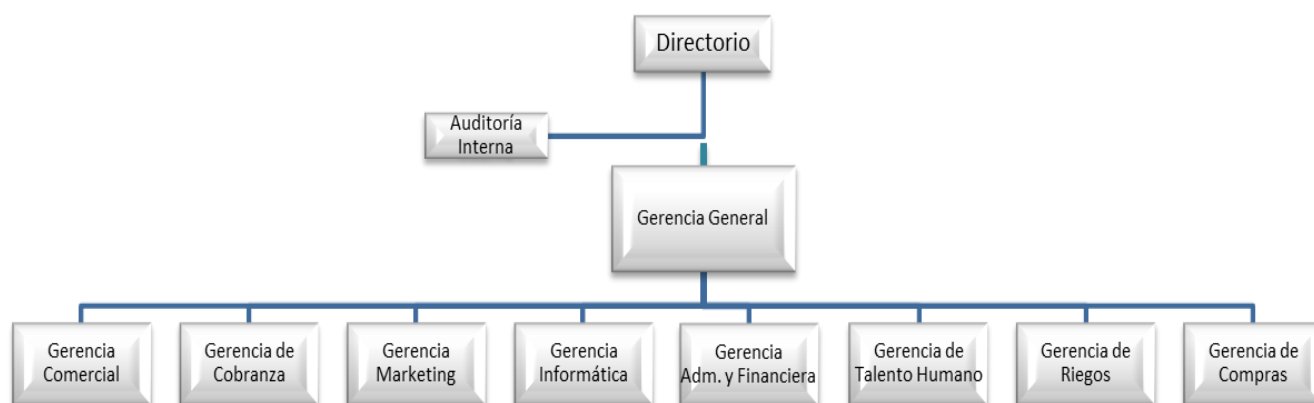 Directorio
Auditoría
Interna
Gerencia General
Gerencia
Comercial
Gerencia de
Cobranza
Gerencia
Marketing
Gerencia
Informática
Gerencia
Adm. y Financiera
Gerencia de
Talento Humano
Gerencia de
Riegos
Gerencia de
Compras